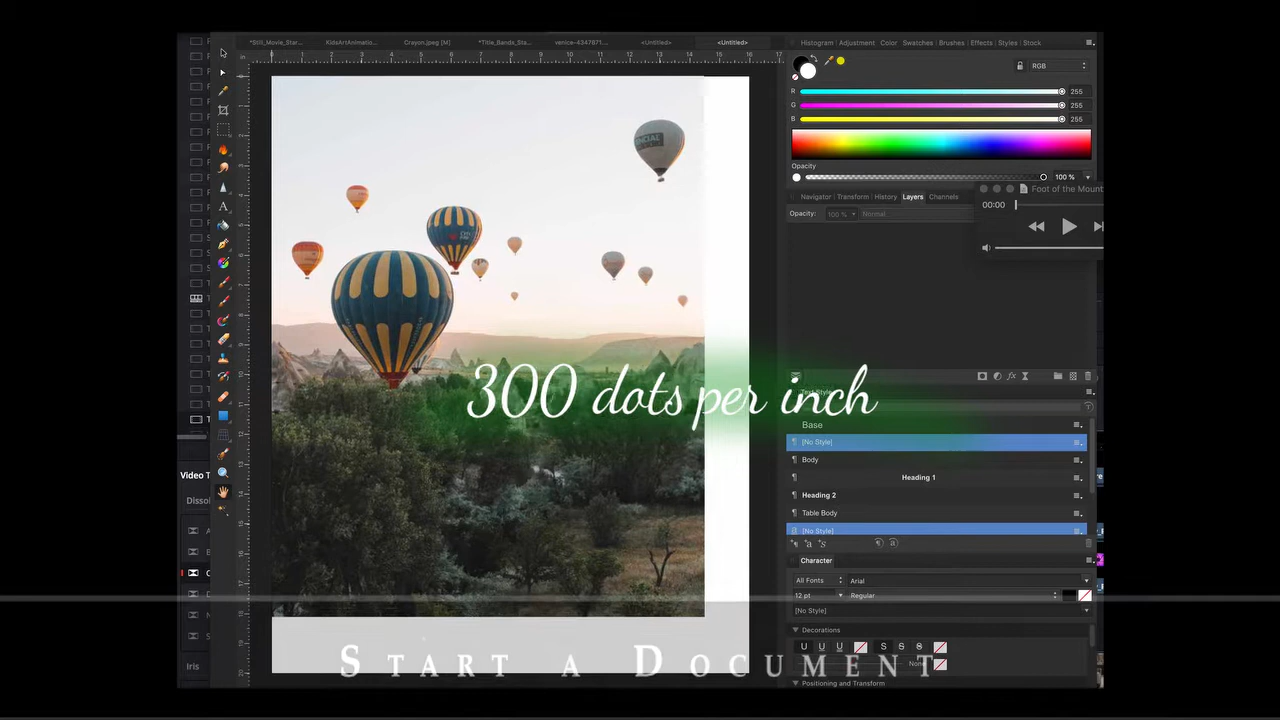 *Still_Movie_Star...
KidsArtAnimatio...
Crayon.jpeg [M]
*Title_Bands_Sta...
venice-4347671...
<Untitled>
<Untitled>
Histogram Adjustment Color Swatches Brushes Effects Styles Stock
RGB
R 255
G 255
B 255
Opacity
100 %
Navigator Transform History Layers Channels
Opacity: 100 % Normal
Foot of the Mount
00:00
300 dots per inch
Base
[No Style]
Body
Heading 1
Heading 2
Table Body
[No Style]
Character
All Fonts Arial
12 pt Regular
[No Style]
Decorations
U U U S S S
None
Positioning and Transform
Video T
Dissol
Iris
START A DOCUMENT